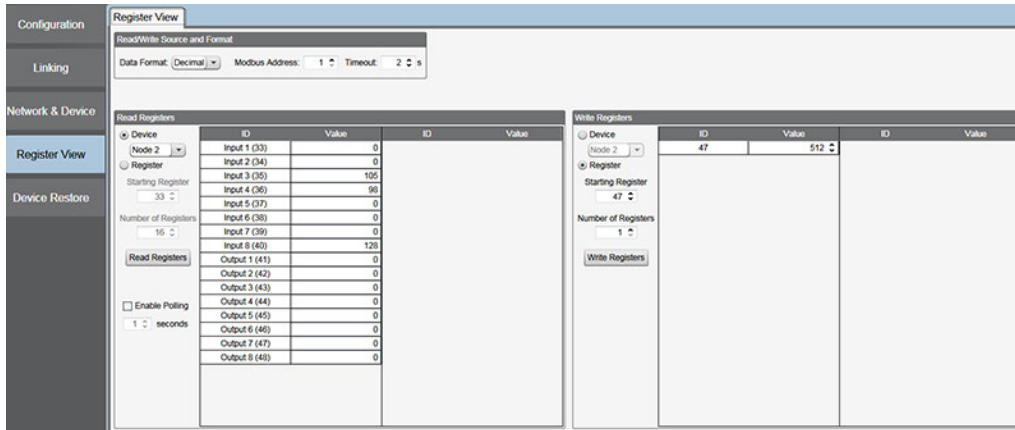 Configuration
Linking
Network & Device
Register View
Device Restore
Register View
Read/Write Source and Format
Data Format: Decimal Modbus Address: 1 Timeout: 2 s
Read Registers
Device
Node 2
Register
Starting Register
33
Number of Registers
16
Read Registers
Enable Polling
1 seconds
ID Value ID Value
Input 1 (33) 0
Input 2 (34) 0
Input 3 (35) 105
Input 4 (36) 98
Input 5 (37) 0
Input 6 (38) 0
Input 7 (39) 0
Input 8 (40) 128
Output 1 (41) 0
Output 2 (42) 0
Output 3 (43) 0
Output 4 (44) 0
Output 5 (45) 0
Output 6 (46) 0
Output 7 (47) 0
Output 8 (48) 0
Write Registers
Device
Node 2
Register
Starting Register
47
Number of Registers
1
Write Registers
ID Value ID Value
47 512